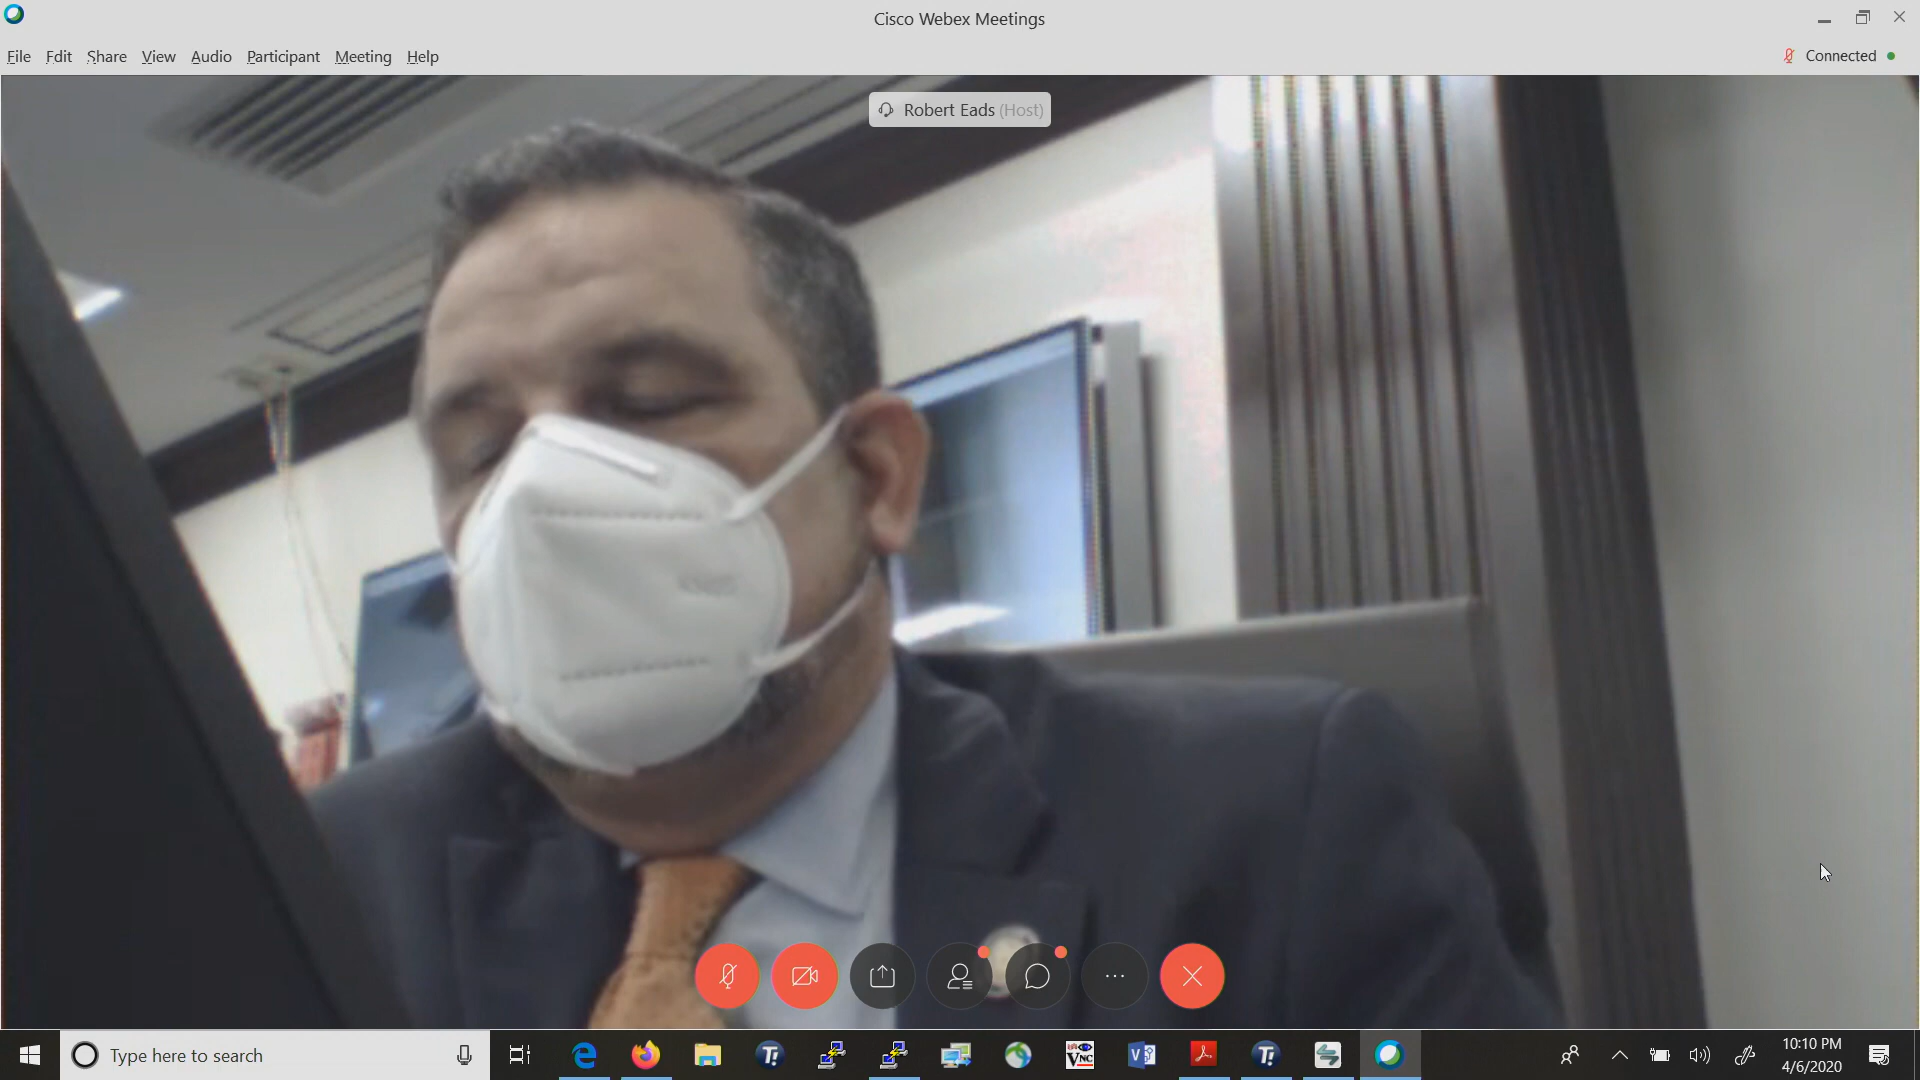 Cisco Webex Meetings
File Edit Share View Audio Participant Meeting Help
Connected
Robert Eads (Host)
Type here to search
VNC
10:10 PM
4/6/2020